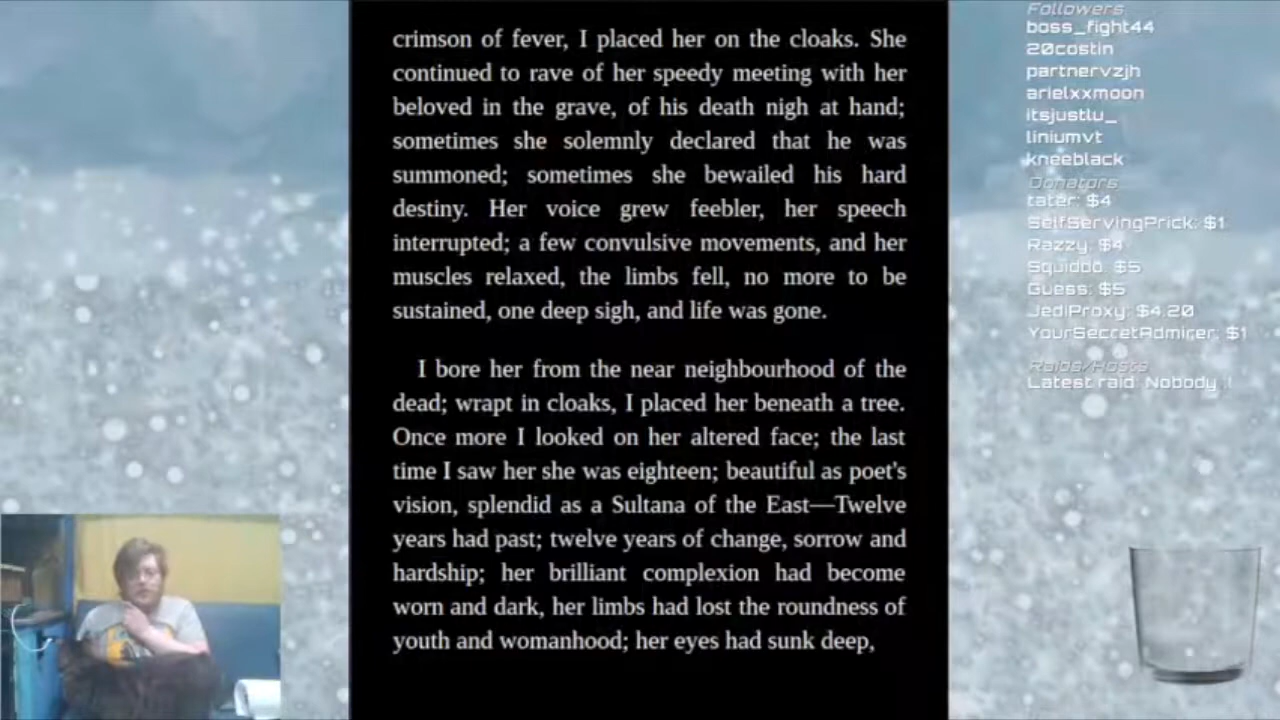 crimson of fever, I placed her on the cloaks. She
continued to rave of her speedy meeting with her
beloved in the grave, of his death nigh at hand;
sometimes she solemnly declared that he was
summoned; sometimes she bewailed his hard
destiny. Her voice grew feebler, her speech
interrupted; a few convulsive movements, and her
muscles relaxed, the limbs fell, no more to be
sustained, one deep sigh, and life was gone.
I bore her from the near neighbourhood of the
dead; wrapt in cloaks, I placed her beneath a tree.
Once more I looked on her altered face; the last
time I saw her she was eighteen; beautiful as poet's
vision, splendid as a Sultana of the East—Twelve
years had past; twelve years of change, sorrow and
hardship; her brilliant complexion had become
worn and dark, her limbs had lost the roundness of
youth and womanhood; her eyes had sunk deep,
Followers
boss_fight44
20costin
partnervzjh
arielxxmoon
itsjustlu_
liniumvt
kneeblack
Donators
tater: $4
SelfServingPrick: $1
Razzy: $4
Squidoo: $5
Guess: $5
JediProxy: $4.20
YourSecretAdmirer: $1
Raids/Hosts
Latest raid: Nobody :(